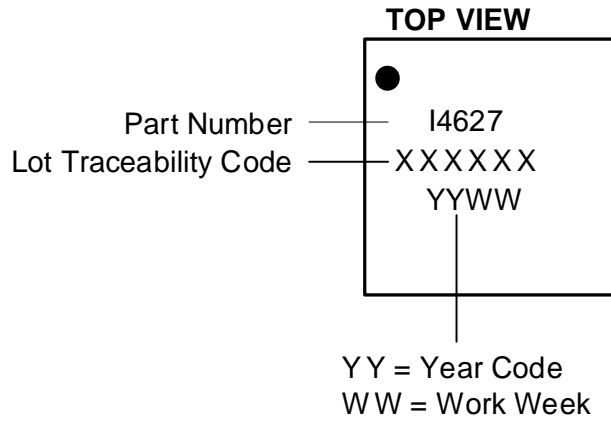 TOP VIEW
Part Number
I4627
Lot Traceability Code
XXXXXX
YYWW
YY = Year Code
WW = Work Week